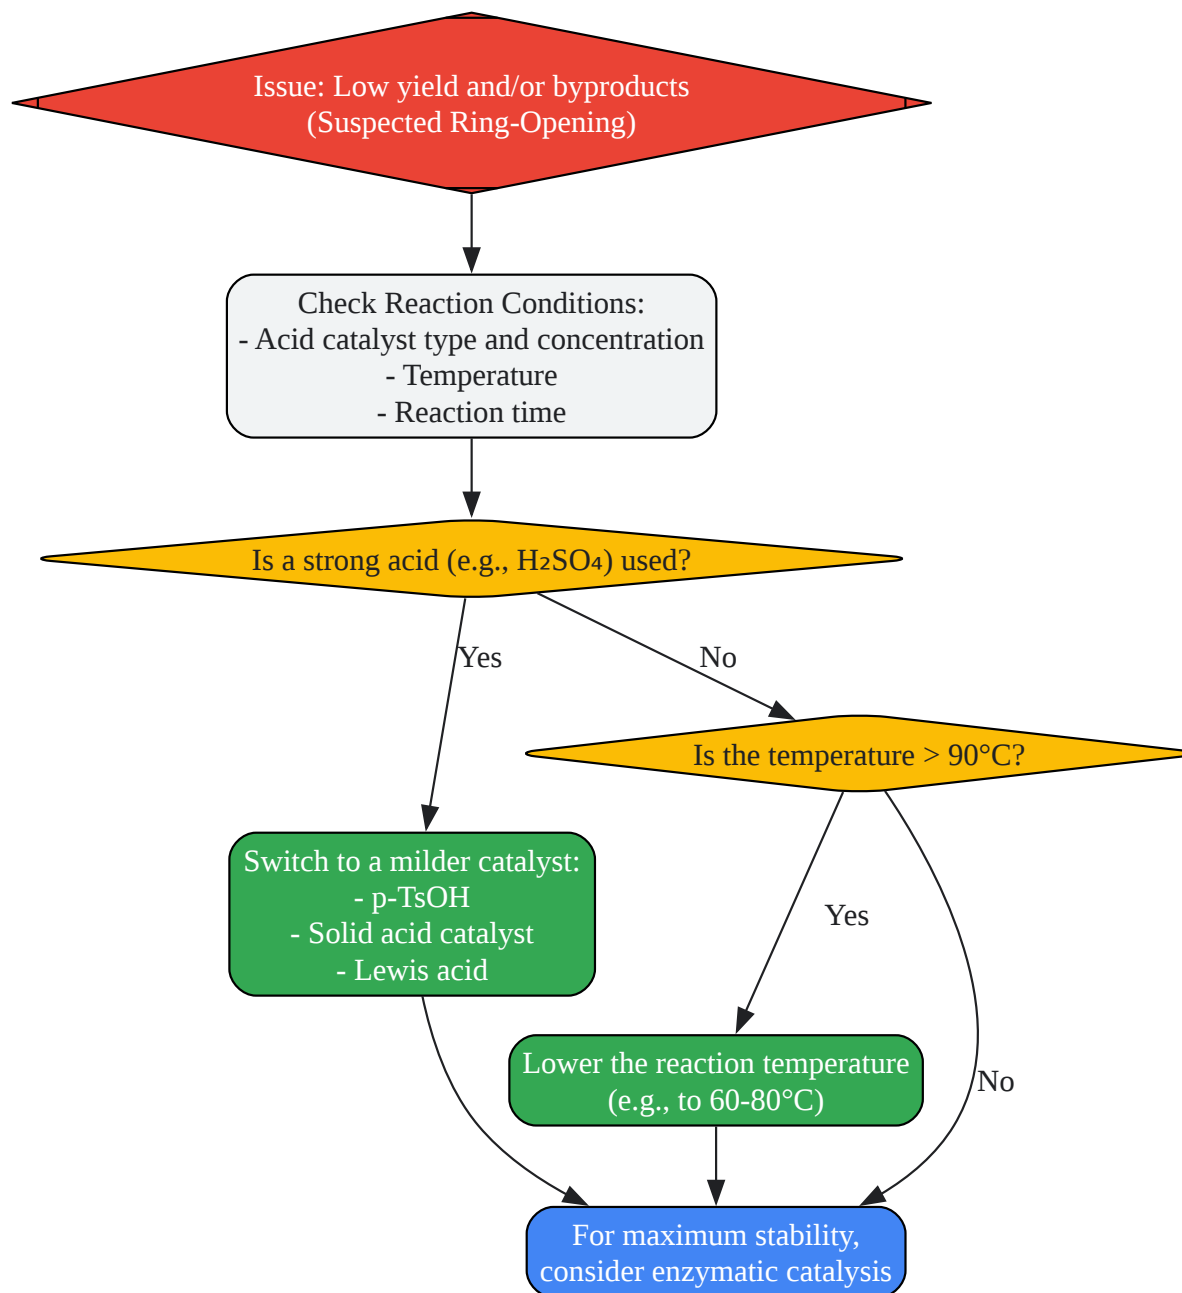 Issue: Low yield and/or byproducts
(Suspected Ring-Opening)
Check Reaction Conditions:
- Acid catalyst type and concentration
- Temperature
- Reaction time
Is a strong acid (e.g., H₂SO₄) used?
Yes
No
Is the temperature > 90°C?
Switch to a milder catalyst:
- p-TsOH
- Solid acid catalyst
- Lewis acid
Yes
Lower the reaction temperature
(e.g., to 60-80°C)
No
For maximum stability,
consider enzymatic catalysis